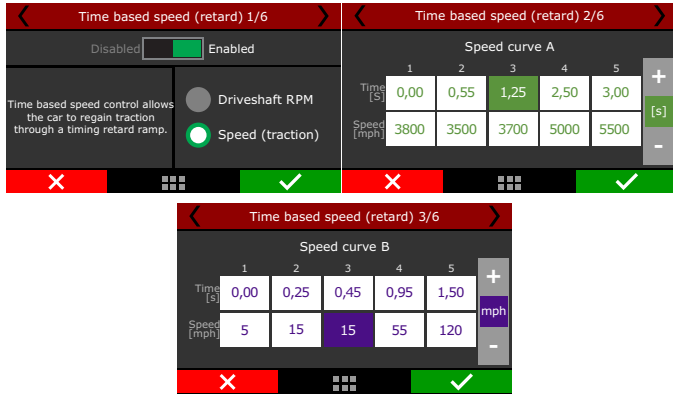 Time based speed (retard) 1/6
Disabled Enabled
Time based speed control allows
the car to regain traction
through a timing retard ramp.
Driveshaft RPM
Speed (traction)
Time based speed (retard) 2/6
Speed curve A
1 2 3 4 5
Time
[S]
0,00 0,55 1,25 2,50 3,00
Speed
[mph]
3800 3500 3700 5000 5500
+
[s]
-
Time based speed (retard) 3/6
Speed curve B
1 2 3 4 5
Time
[s]
0,00 0,25 0,45 0,95 1,50
Speed
[mph]
5 15 15 55 120
+
mph
-